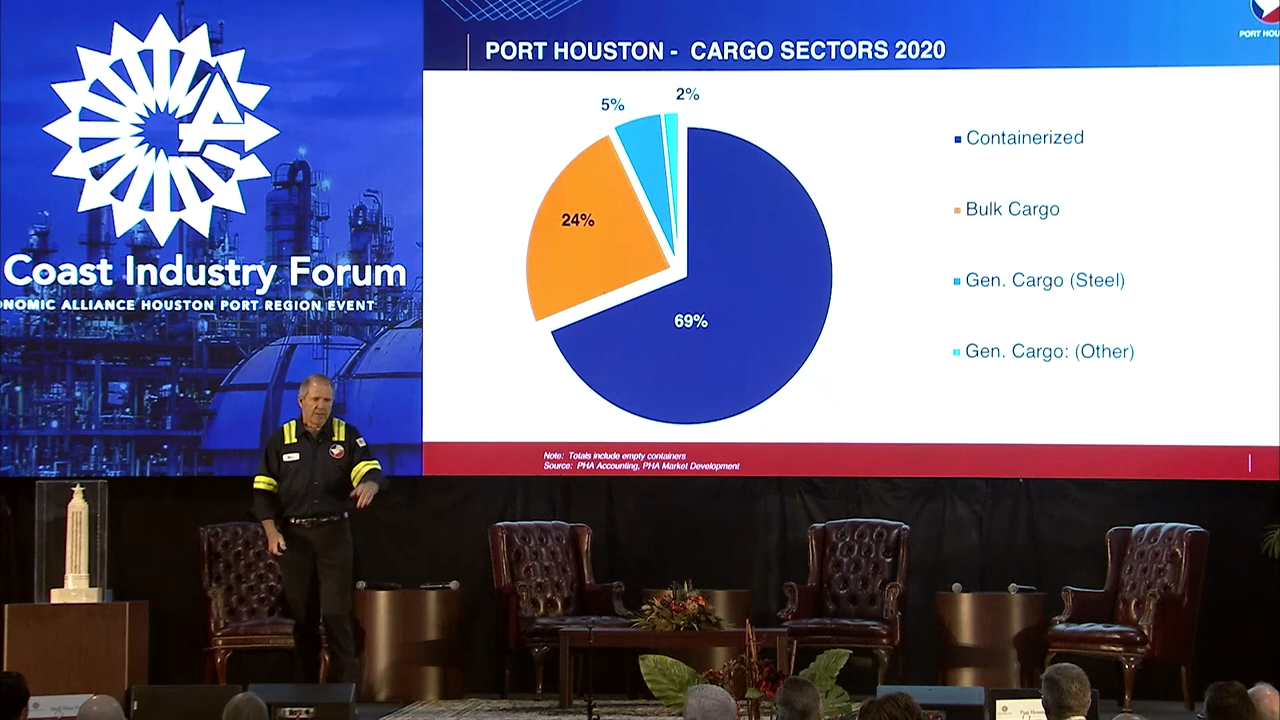 Coast Industry Forum
NOMIC ALLIANCE HOUSTON PORT REGION EVENT
PORT HOUSTON - CARGO SECTORS 2020
PORT HOU
5%
2%
24%
69%
Containerized
Bulk Cargo
Gen. Cargo (Steel)
Gen. Cargo: (Other)
Note: Totals include empty containers
Source: PHA Accounting, PHA Market Development